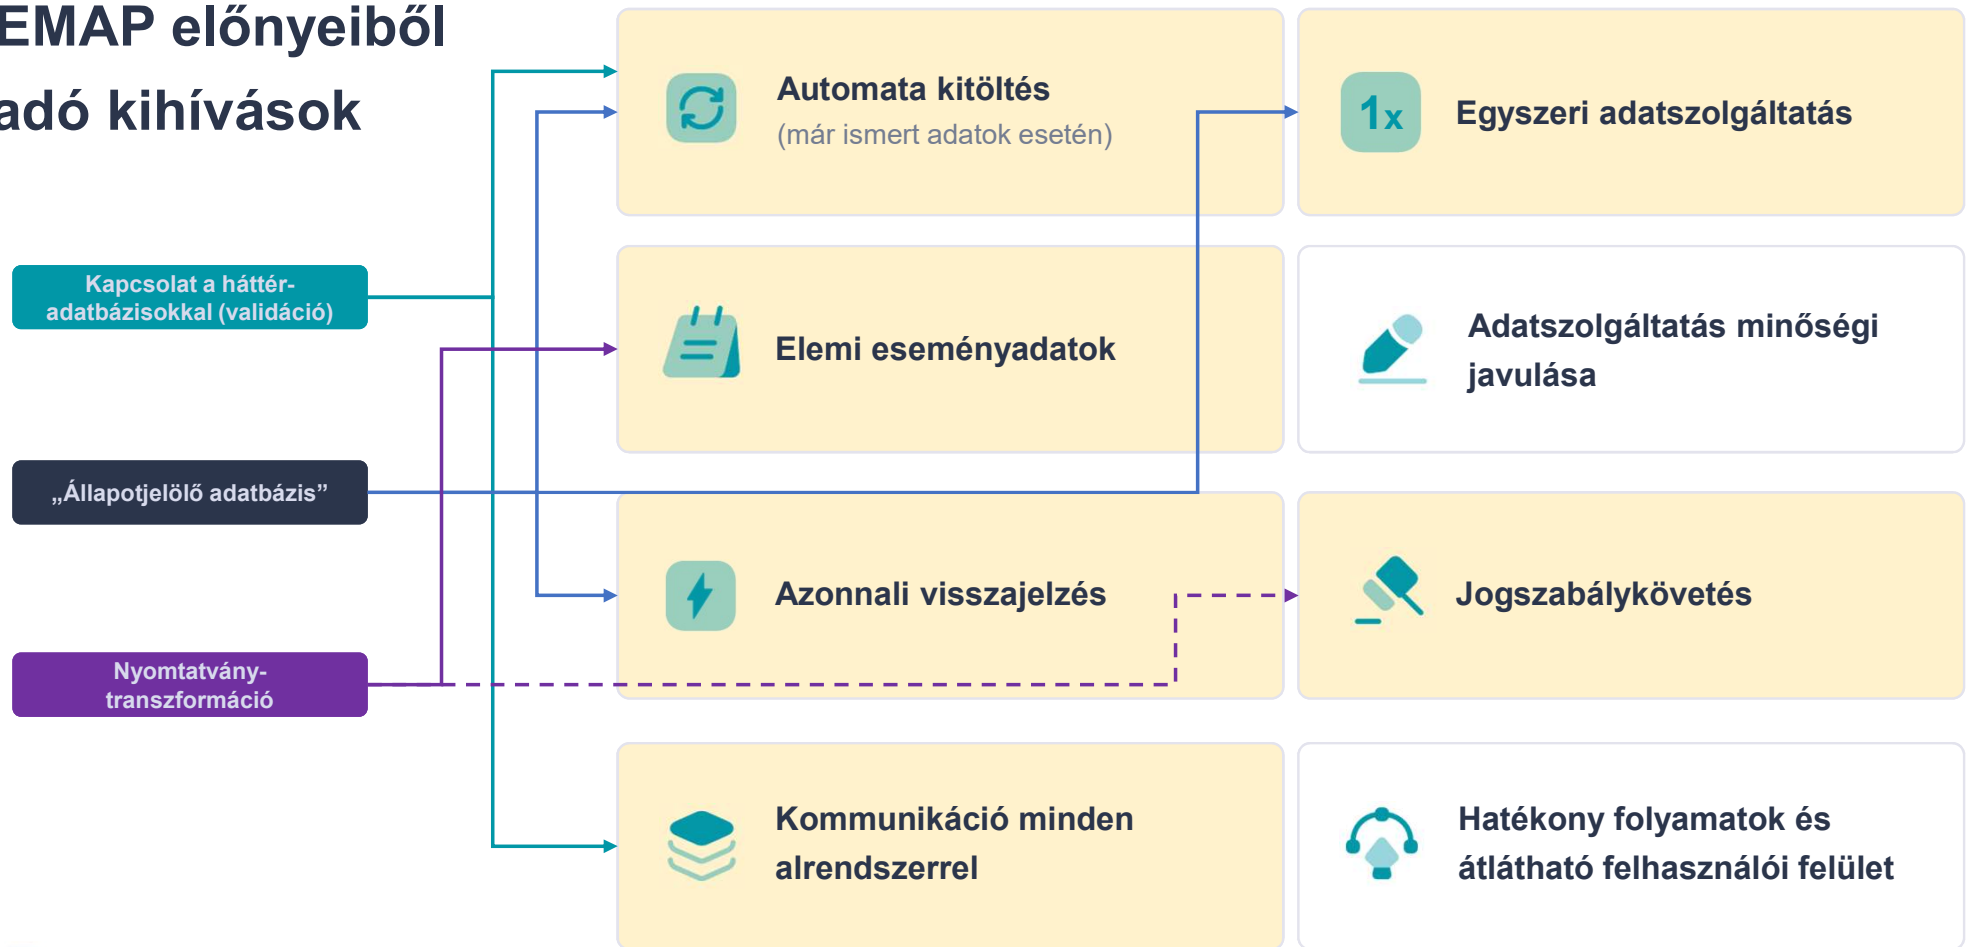 EMAP előnyeiből
adó kihívások
Automata kitöltés
(már ismert adatok esetén)
1x
Egyszeri adatszolgáltatás
Kapcsolat a háttér-
adatbázisokkal (validáció)
Elemi eseményadatok
Adatszolgáltatás minőségi
javulása
„Állapotjelölő adatbázis”
Azonnali visszajelzés
Jogszabálykövetés
Nyomtatvány-
transzformáció
Kommunikáció minden
alrendszerrel
Hatékony folyamatok és
átlátható felhasználói felület